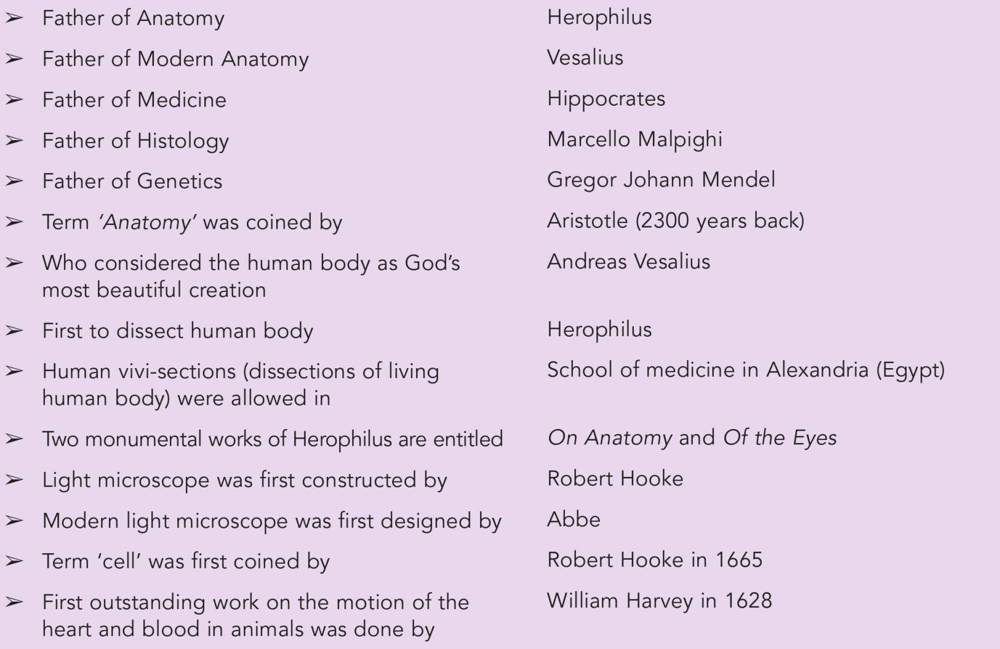 ➢ Father of Anatomy Herophilus
➢ Father of Modern Anatomy Vesalius
➢ Father of Medicine Hippocrates
➢ Father of Histology Marcello Malpighi
➢ Father of Genetics Gregor Johann Mendel
➢ Term ‘Anatomy’ was coined by Aristotle (2300 years back)
➢ Who considered the human body as God’s Andreas Vesalius
most beautiful creation
➢ First to dissect human body Herophilus
➢ Human vivi-sections (dissections of living School of medicine in Alexandria (Egypt)
human body) were allowed in
➢ Two monumental works of Herophilus are entitled On Anatomy and Of the Eyes
➢ Light microscope was first constructed by Robert Hooke
➢ Modern light microscope was first designed by Abbe
➢ Term ‘cell’ was first coined by Robert Hooke in 1665
➢ First outstanding work on the motion of the William Harvey in 1628
heart and blood in animals was done by